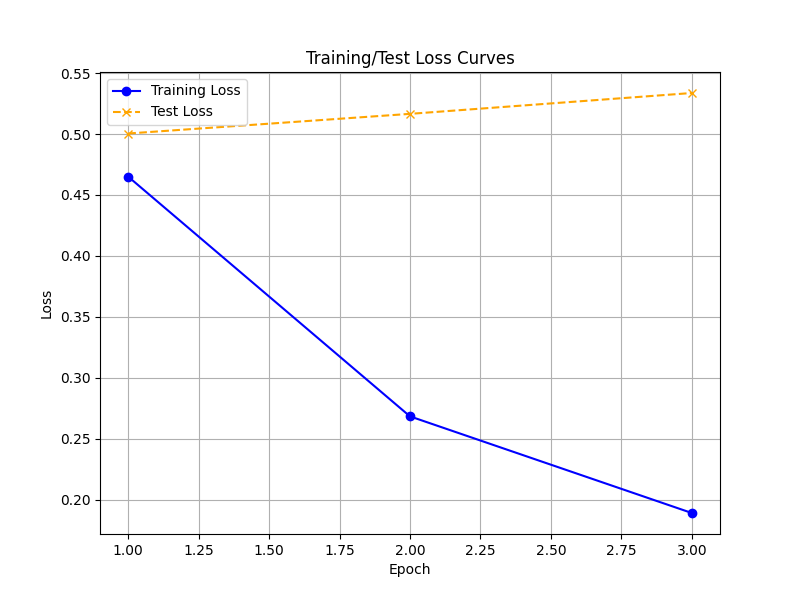 Training/Test Loss Curves
Training Loss
Test Loss
0.55
0.50
0.45
0.40
0.35
0.30
0.25
0.20
Loss
1.00 1.25 1.50 1.75 2.00 2.25 2.50 2.75 3.00
Epoch